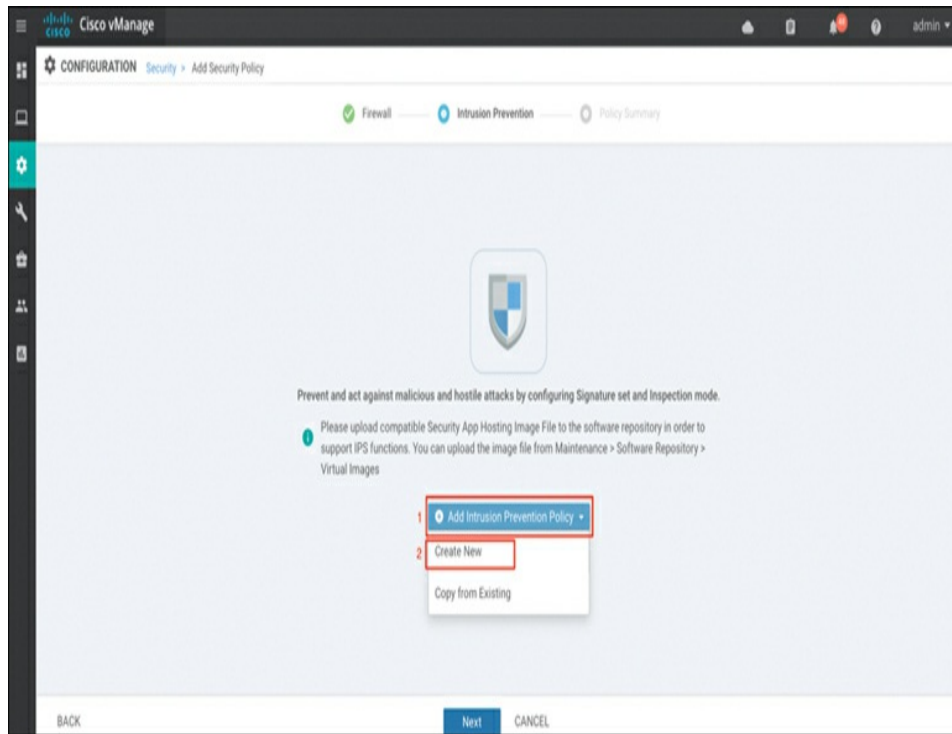 CISCO
Cisco vManage
admin
CONFIGURATION Security > Add Security Policy
Firewall
Intrusion Prevention
Policy Summary
Prevent and act against malicious and hostile attacks by configuring Signature set and Inspection mode.
Please upload compatible Security App Hosting Image File to the software repository in order to
support IPS functions. You can upload the image file from Maintenance > Software Repository >
Virtual Images
1 Add Intrusion Prevention Policy
2 Create New
Copy from Existing
BACK
Next
CANCEL